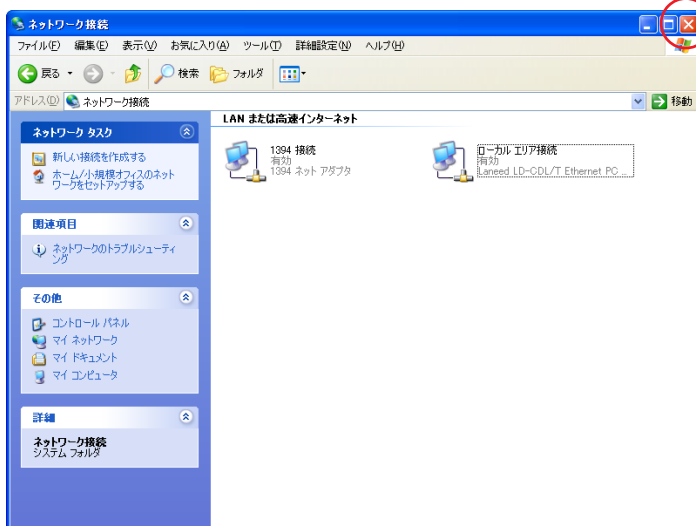 ネットワーク接続
ファイル(F) 編集(E) 表示(V) お気に入り(A) ツール(T) 詳細設定(N) ヘルプ(H)
戻る 検索 フォルダ
アドレス(D) ネットワーク接続 移動
ネットワーク タスク
新しい接続を作成する
ホーム/小規模オフィスのネット
ワークをセットアップする
関連項目
ネットワークのトラブルシューティ
ング
その他
コントロール パネル
マイ ネットワーク
マイ ドキュメント
マイ コンピュータ
詳細
ネットワーク接続
システム フォルダ
LAN または高速インターネット
1394 接続
有効
1394 ネット アダプタ
ローカル エリア接続
有効
Laneed LD-CDL/T Ethernet PC ...